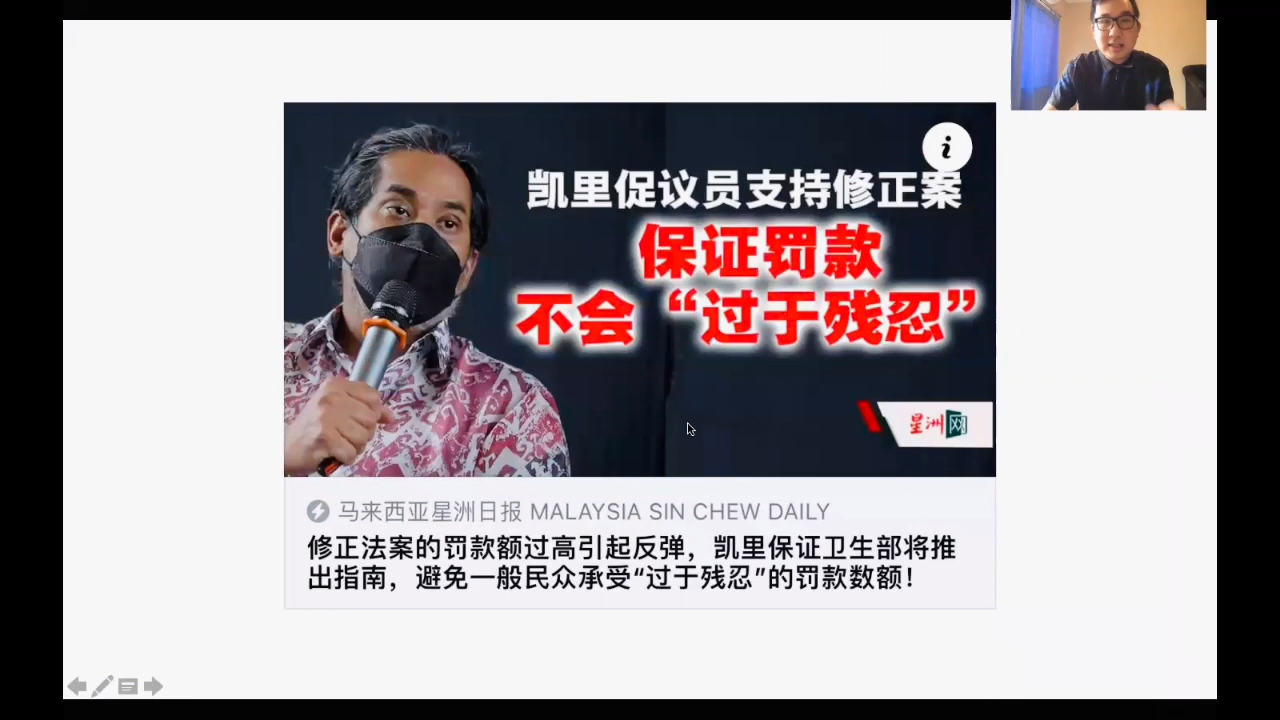 凯里促议员支持修正案
保证罚款
不会“过于残忍”
星洲网
马来西亚星洲日报 MALAYSIA SIN CHEW DAILY
修正法案的罚款额过高引起反弹，凯里保证卫生部将推
出指南，避免一般民众承受“过于残忍”的罚款数额！